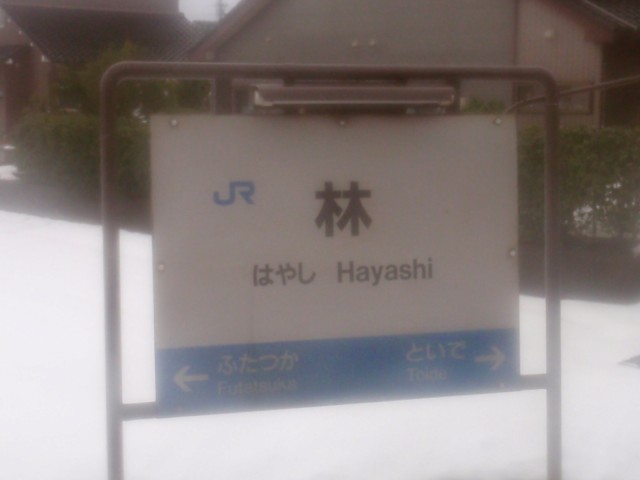 JR
林
はやし Hayashi
← ふたつか
Futatsuka
といで →
Toide